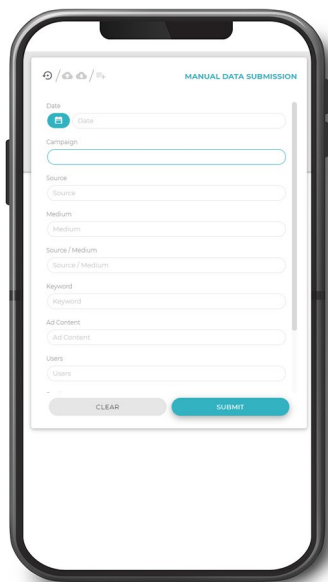 MANUAL DATA SUBMISSION
Date
Date
Campaign
Source
Source
Medium
Medium
Source / Medium
Source / Medium
Keyword
Keyword
Ad Content
Ad Content
Users
Users
CLEAR
SUBMIT